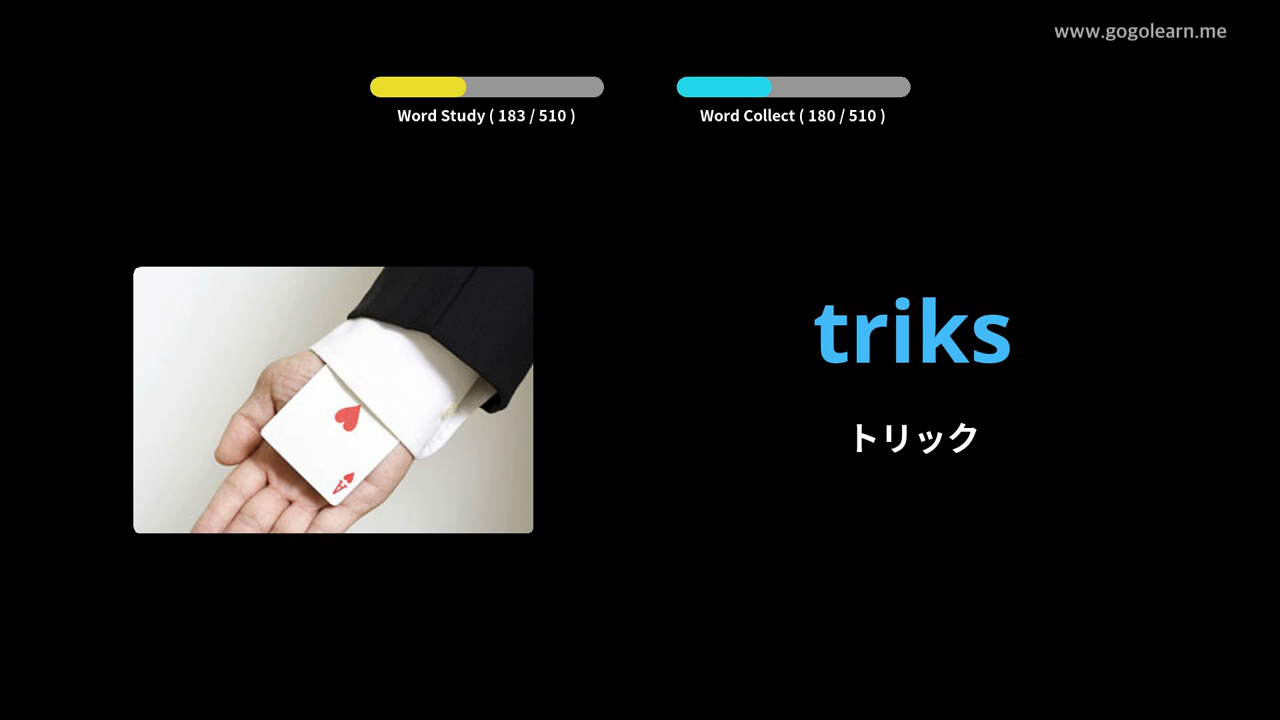 www.gogolearn.me
Word Study ( 183 / 510 )
Word Collect ( 180 / 510 )
triks
トリック
A